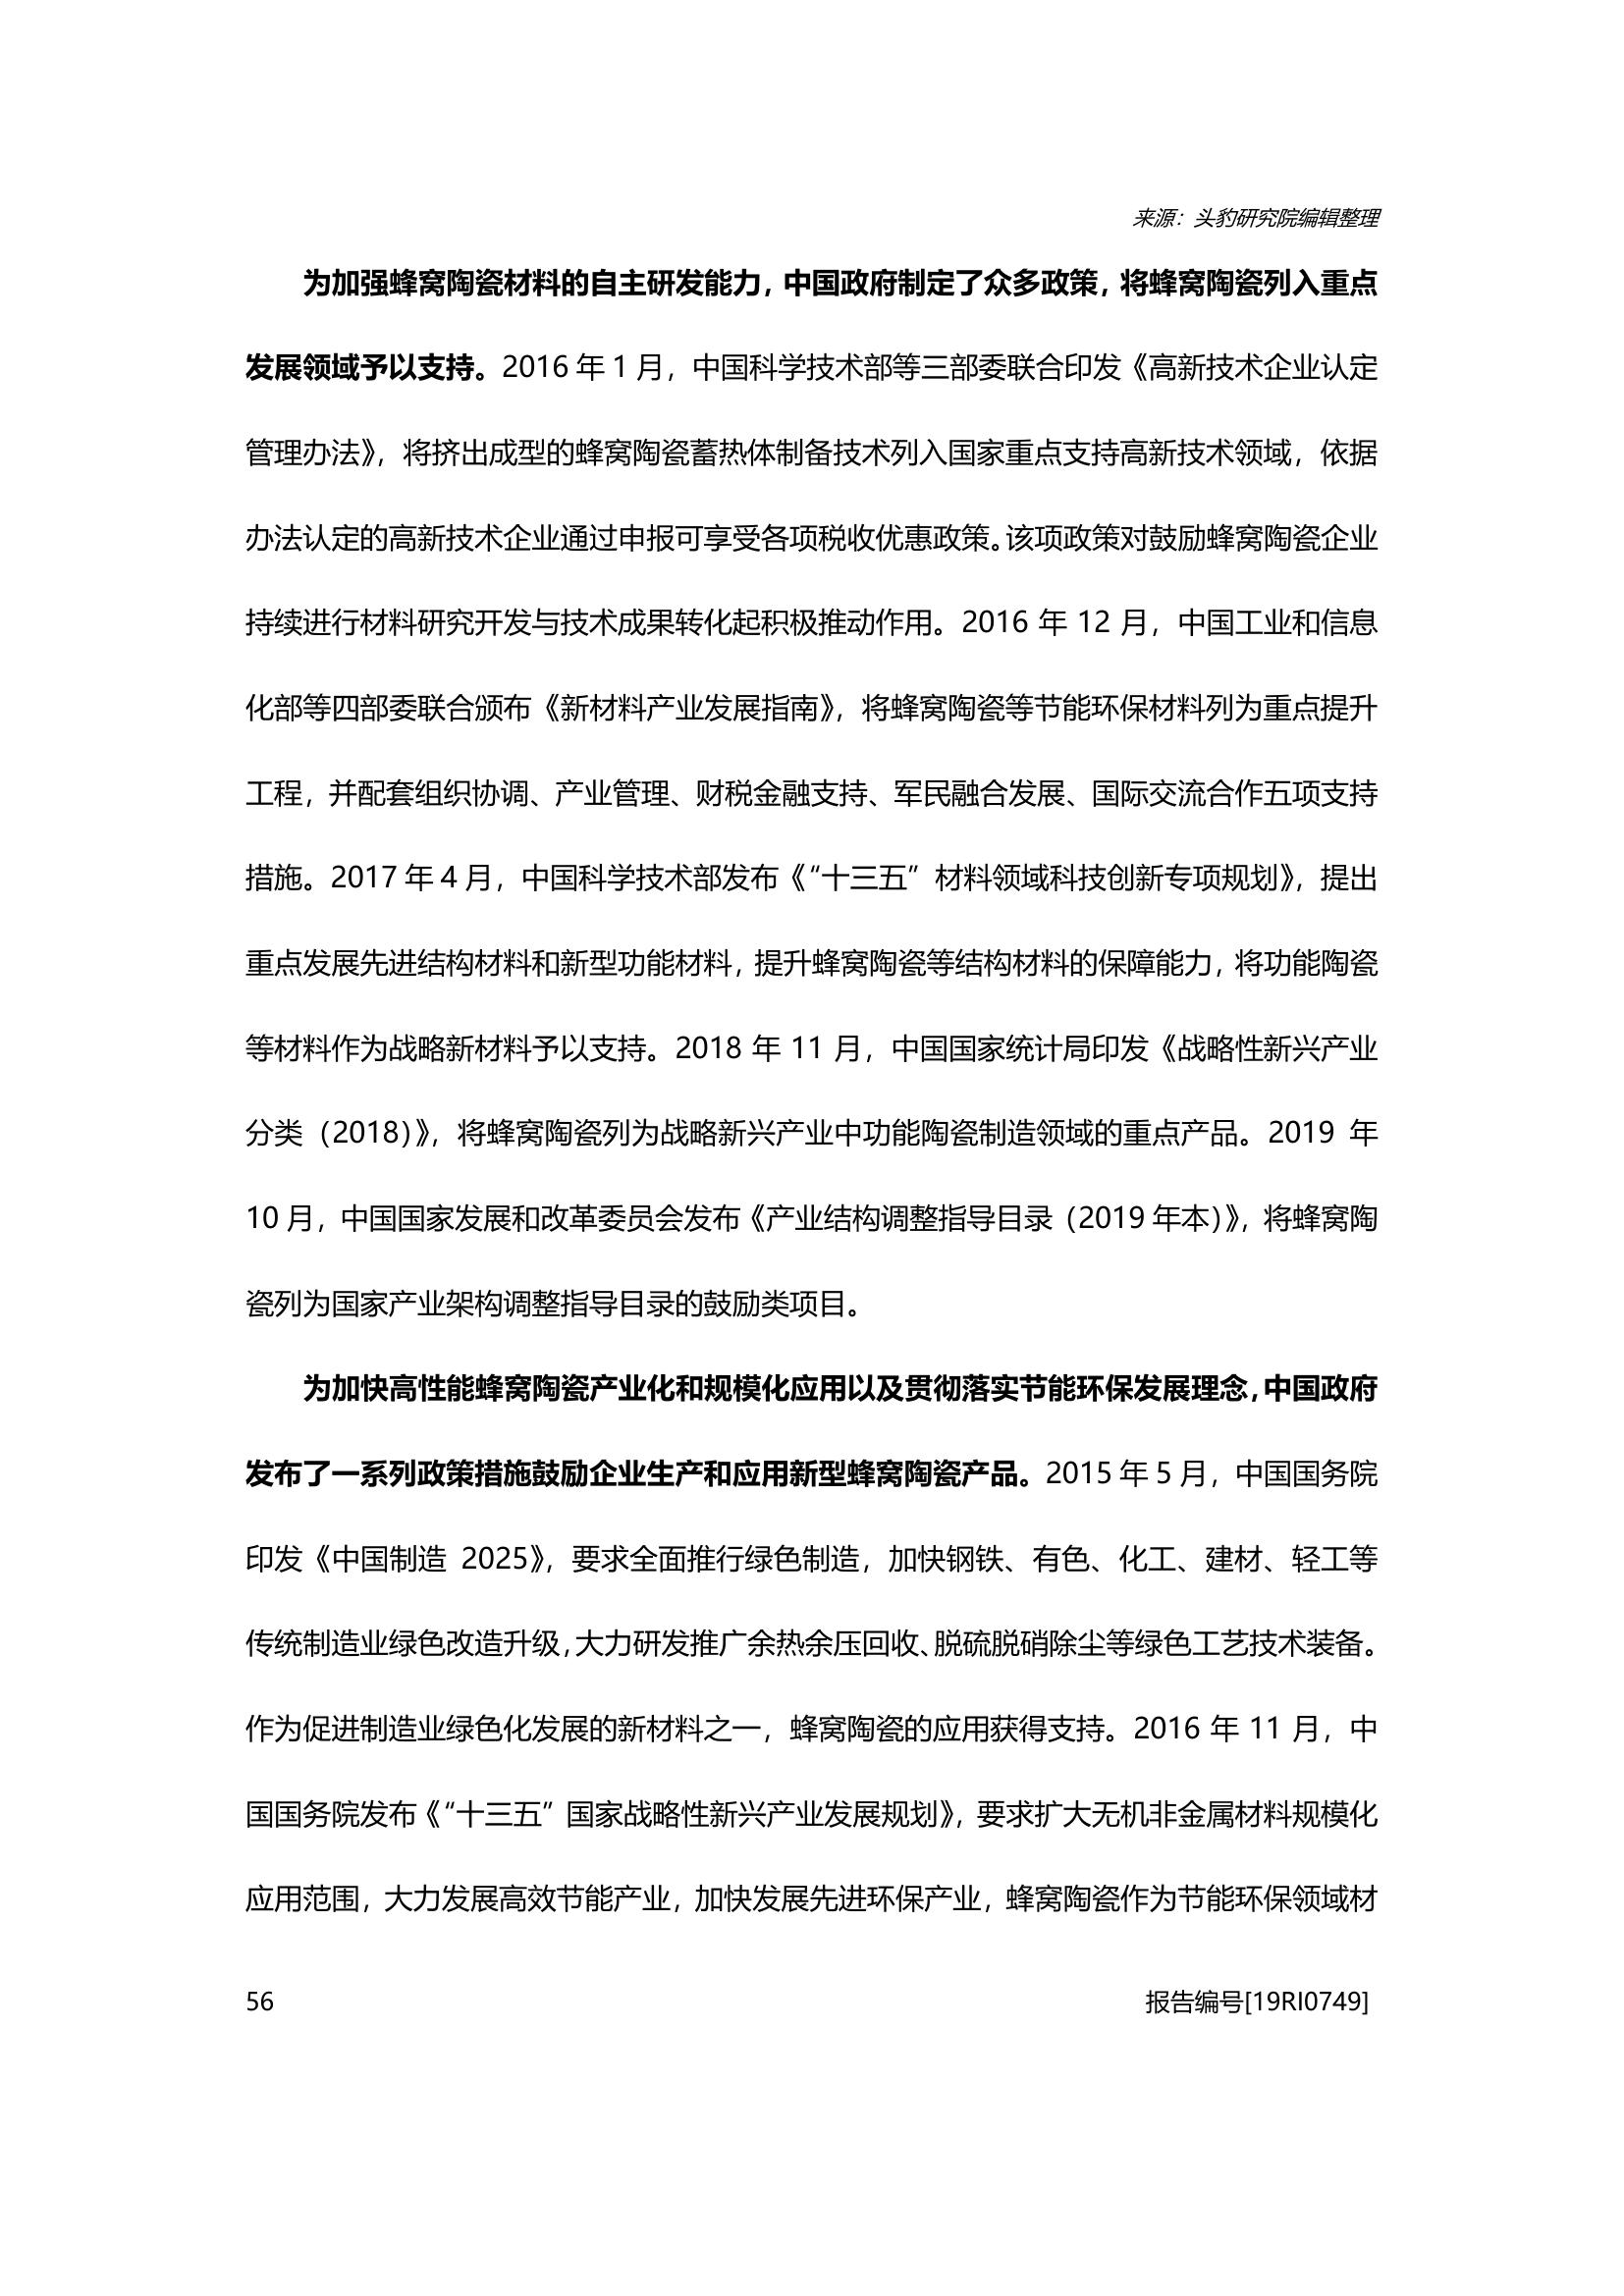 来源：头豹研究院编辑整理
为加强蜂窝陶瓷材料的自主研发能力，中国政府制定了众多政策，将蜂窝陶瓷列入重点
发展领域予以支持。2016 年 1 月，中国科学技术部等三部委联合印发《高新技术企业认定
管理办法》，将挤出成型的蜂窝陶瓷蓄热体制备技术列入国家重点支持高新技术领域，依据
办法认定的高新技术企业通过申报可享受各项税收优惠政策。该项政策对鼓励蜂窝陶瓷企业
持续进行材料研究开发与技术成果转化起积极推动作用。2016 年 12 月，中国工业和信息
化部等四部委联合颁布《新材料产业发展指南》，将蜂窝陶瓷等节能环保材料列为重点提升
工程，并配套组织协调、产业管理、财税金融支持、军民融合发展、国际交流合作五项支持
措施。2017 年 4 月，中国科学技术部发布《“十三五”材料领域科技创新专项规划》，提出
重点发展先进结构材料和新型功能材料，提升蜂窝陶瓷等结构材料的保障能力，将功能陶瓷
等材料作为战略新材料予以支持。2018 年 11 月，中国国家统计局印发《战略性新兴产业
分类（2018）》，将蜂窝陶瓷列为战略新兴产业中功能陶瓷制造领域的重点产品。2019 年
10 月，中国国家发展和改革委员会发布《产业结构调整指导目录（2019 年本）》，将蜂窝陶
瓷列为国家产业架构调整指导目录的鼓励类项目。
为加快高性能蜂窝陶瓷产业化和规模化应用以及贯彻落实节能环保发展理念，中国政府
发布了一系列政策措施鼓励企业生产和应用新型蜂窝陶瓷产品。2015 年 5 月，中国国务院
印发《中国制造 2025》，要求全面推行绿色制造，加快钢铁、有色、化工、建材、轻工等
传统制造业绿色改造升级，大力研发推广余热余压回收、脱硫脱硝除尘等绿色工艺技术装备。
作为促进制造业绿色化发展的新材料之一，蜂窝陶瓷的应用获得支持。2016 年 11 月，中
国国务院发布《“十三五”国家战略性新兴产业发展规划》，要求扩大无机非金属材料规模化
应用范围，大力发展高效节能产业，加快发展先进环保产业，蜂窝陶瓷作为节能环保领域材
56 报告编号[19RI0749]